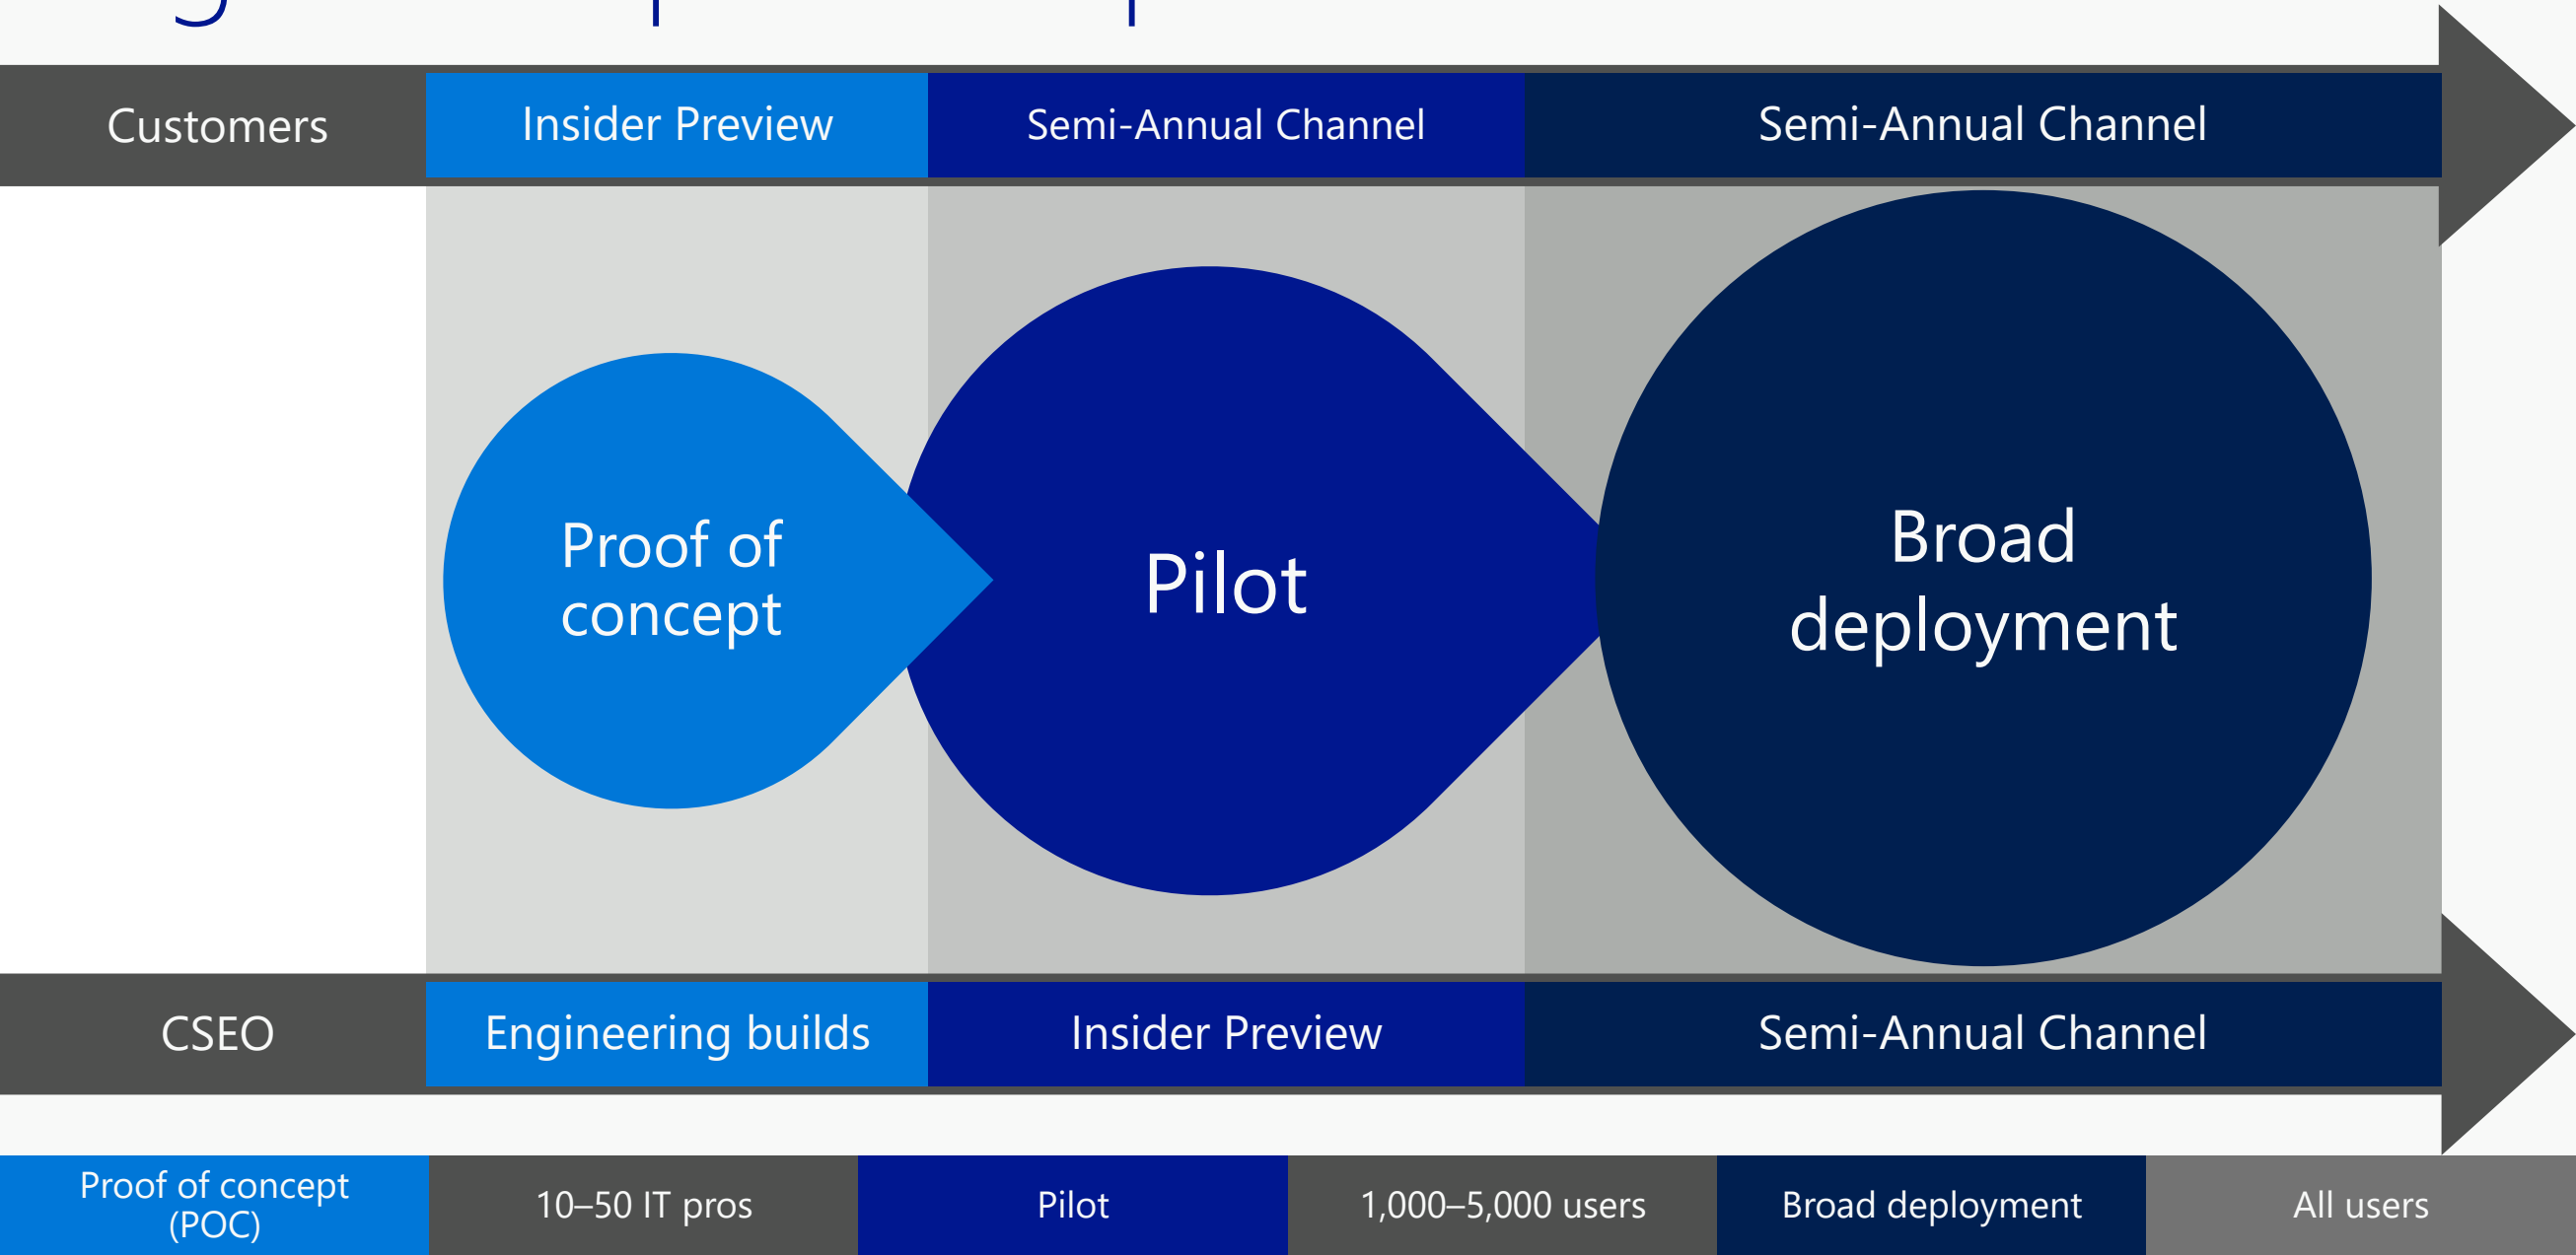 Customers
Insider Preview
Semi-Annual Channel
Semi-Annual Channel
Proof of
concept
Pilot
Broad
deployment
CSEO
Engineering builds
Insider Preview
Semi-Annual Channel
Proof of concept
(POC)
10–50 IT pros
Pilot
1,000–5,000 users
Broad deployment
All users